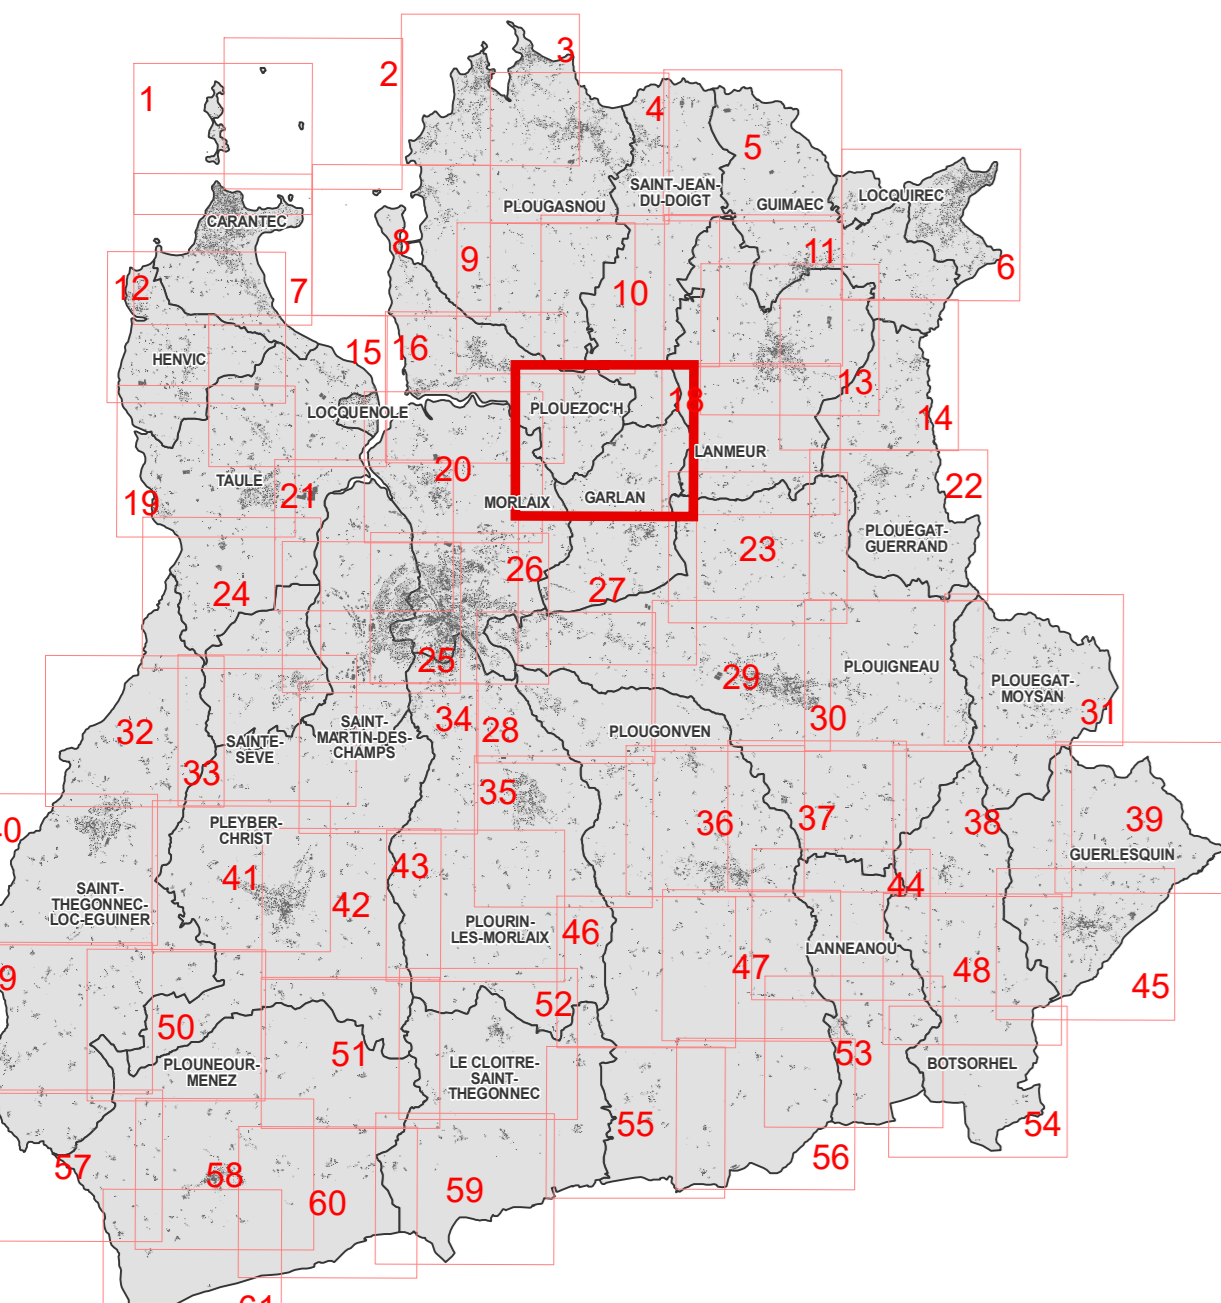 3
2
1
4
5
SAINT-JEAN-
DU-DOIGT
PLOUGASNOU
GUIMAEC
LOCQUIREC
CARANTEC
8
9
11
6
12
7
10
HENVIC
15
16
13
18
14
LOCQUENOLE
PLOUEZOC'H
LANMEUR
20
TAULE
21
19
MORLAIX
GARLAN
22
PLOUÉGAT-
GUERRAND
23
26
27
24
25
29
PLOUIGNEAU
PLOUEGAT-
MOYSAN
31
30
32
34
28
SAINT-
MARTIN-DES-
CHAMPS
SAINTE-
SEVE
PLOUGONVEN
33
35
36
37
38
39
40
PLEYBER-
CHRIST
GUERLESQUIN
41
42
43
44
SAINT-
THEGONNEC-
LOC-EGUINER
PLOURIN-
LES-MORLAIX
46
LANNEANOU
47
48
45
9
50
52
51
53
PLOUNEOUR-
MENEZ
LE CLOITRE-
SAINT-
THEGONNEC
BOTSORHEL
55
54
56
57
58
59
60
61